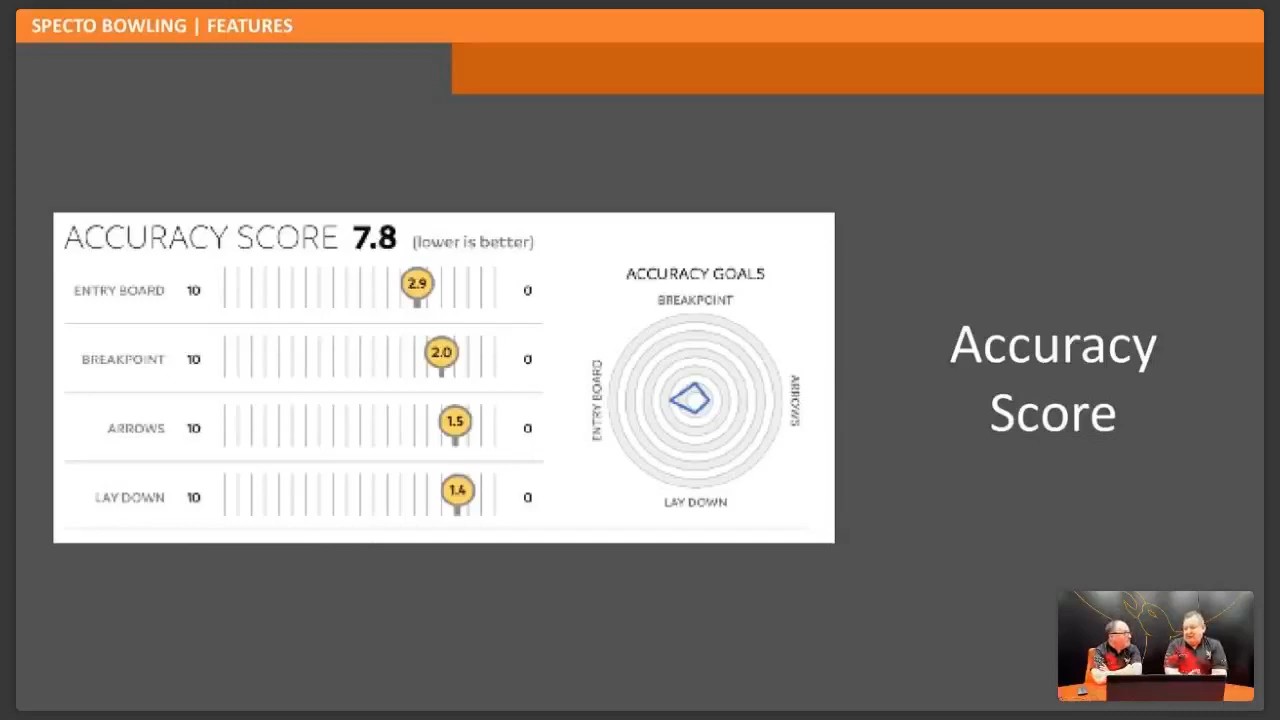 SPECTO BOWLING | FEATURES
ACCURACY SCORE 7.8 (lower is better)
ENTRY BOARD 10 2.9 0
BREAKPOINT 10 2.0 0
ARROWS 10 1.5 0
LAY DOWN 10 1.4 0
ACCURACY GOALS
BREAKPOINT
ENTRY BOARD
ARROWS
LAY DOWN
Accuracy
Score